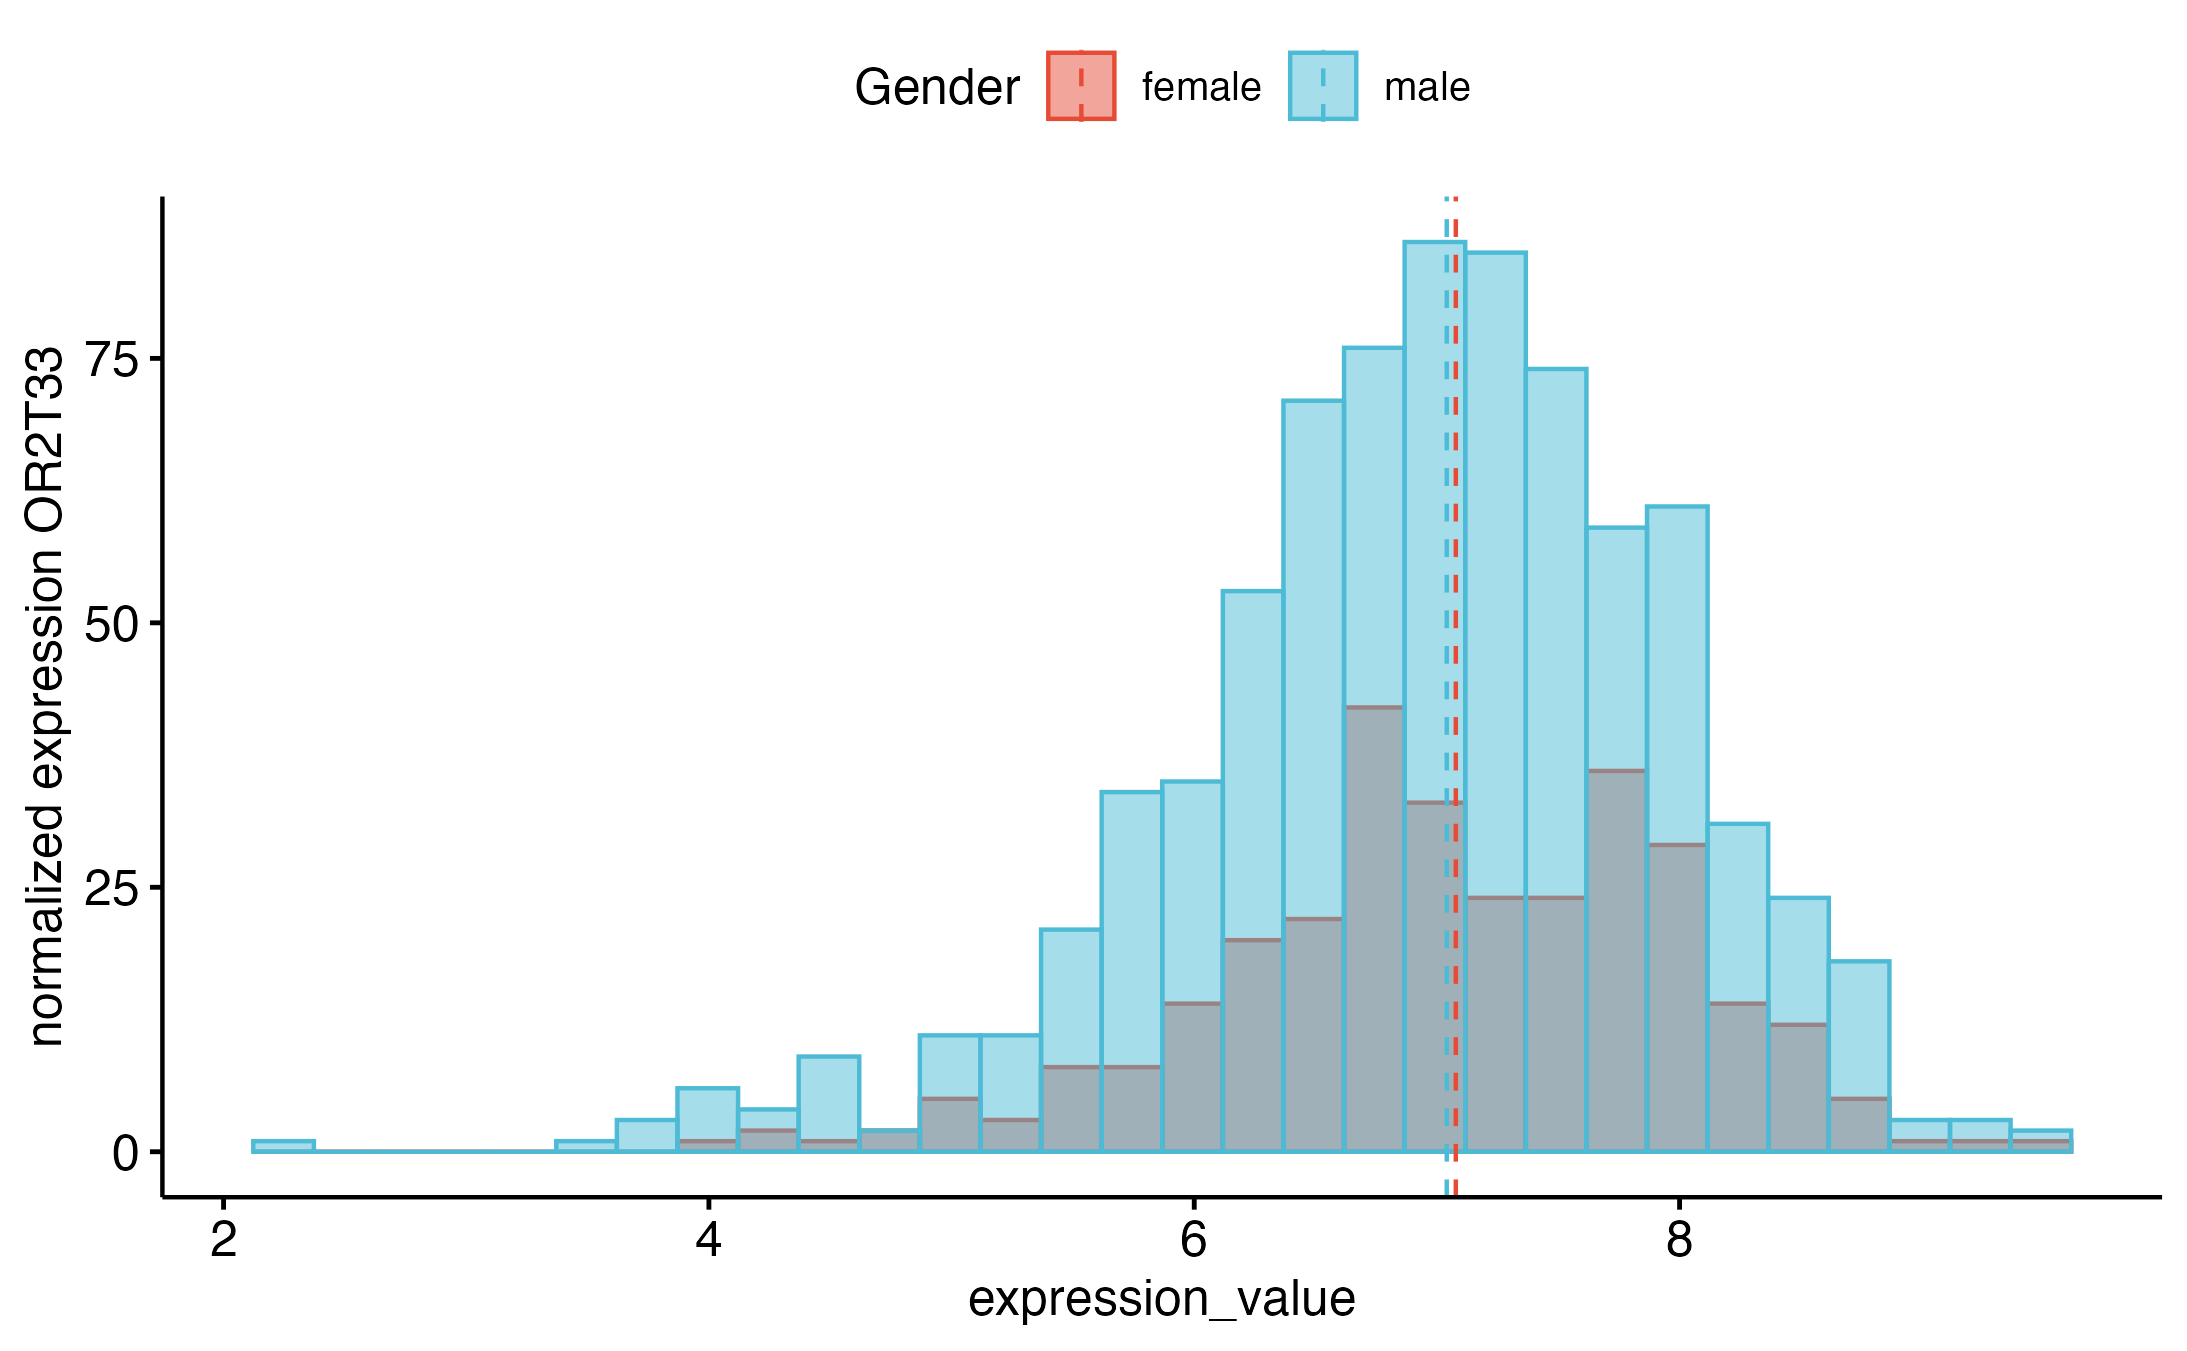 Gender female male
normalized expression OR2T33
75
50
25
0
2 4 6 8
expression_value